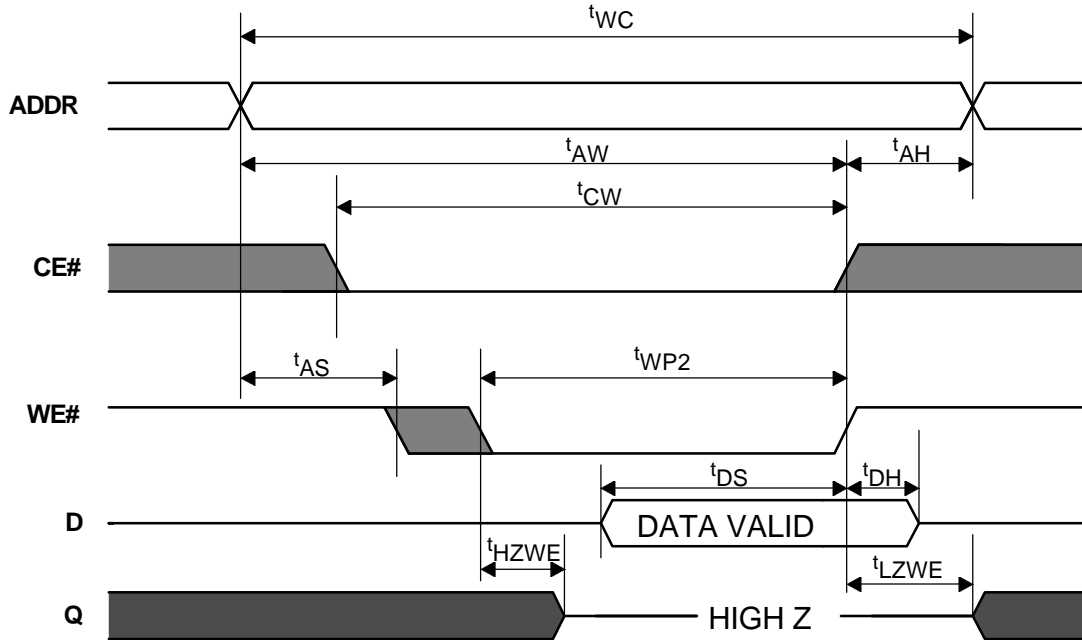 tWC
ADDR
tAW
tAH
tCW
CE#
tAS
tWP2
WE#
tDS
tDH
D
DATA VALID
tHZWE
tLZWE
Q
HIGH Z